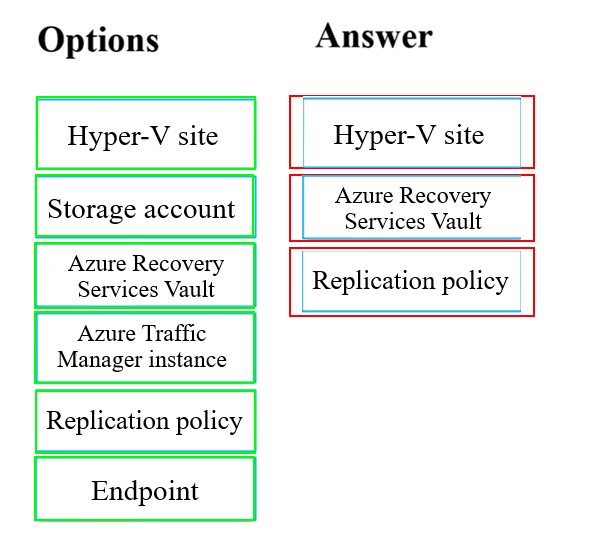 Options
Hyper-V site
Storage account
Azure Recovery
Services Vault
Azure Traffic
Manager instance
Replication policy
Endpoint
Answer
Hyper-V site
Azure Recovery
Services Vault
Replication policy